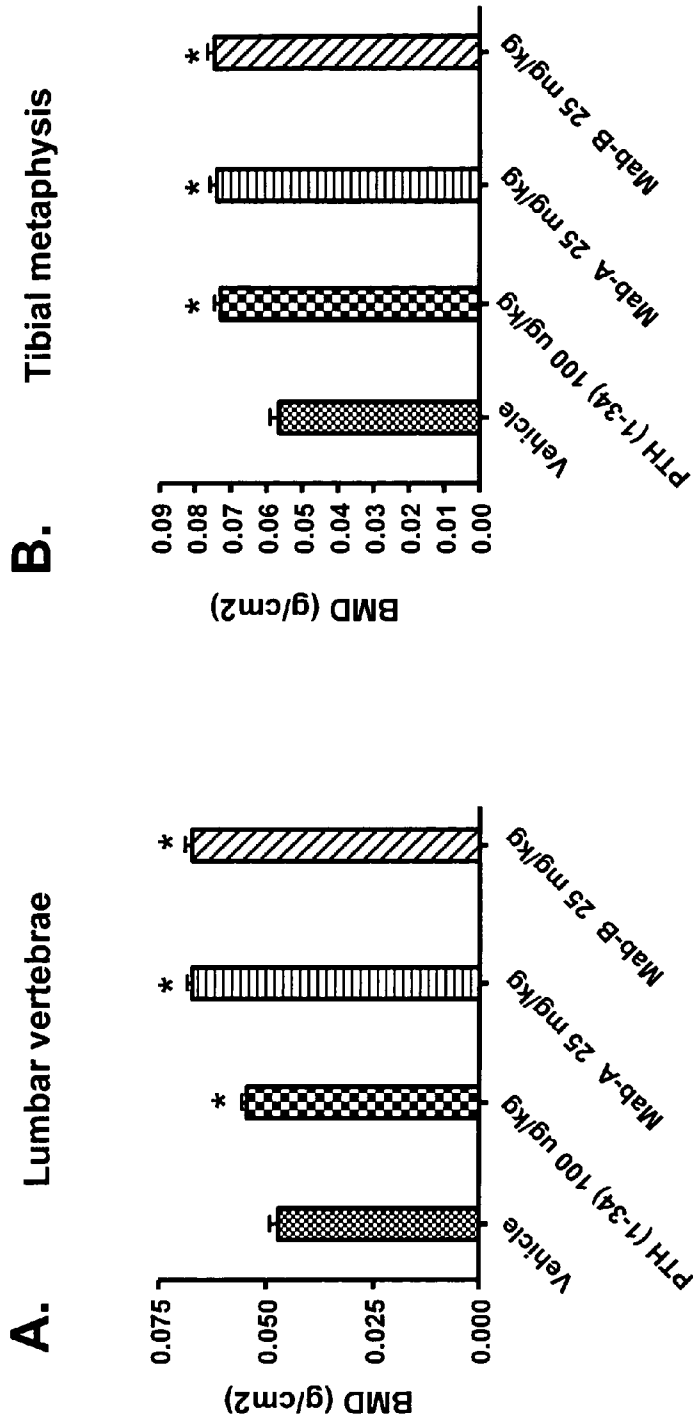 A.
Lumbar vertebrae
BMD (g/cm2)
0.075
0.050
0.025
0.000
*
*
*
Vehicle
PTH (1-34) 100 ug/kg
Mab-A 25 mg/kg
Mab-B 25 mg/kg
B.
Tibial metaphysis
BMD (g/cm2)
0.09
0.08
0.07
0.06
0.05
0.04
0.03
0.02
0.01
0.00
*
*
*
Vehicle
PTH (1-34) 100 ug/kg
Mab-A 25 mg/kg
Mab-B 25 mg/kg